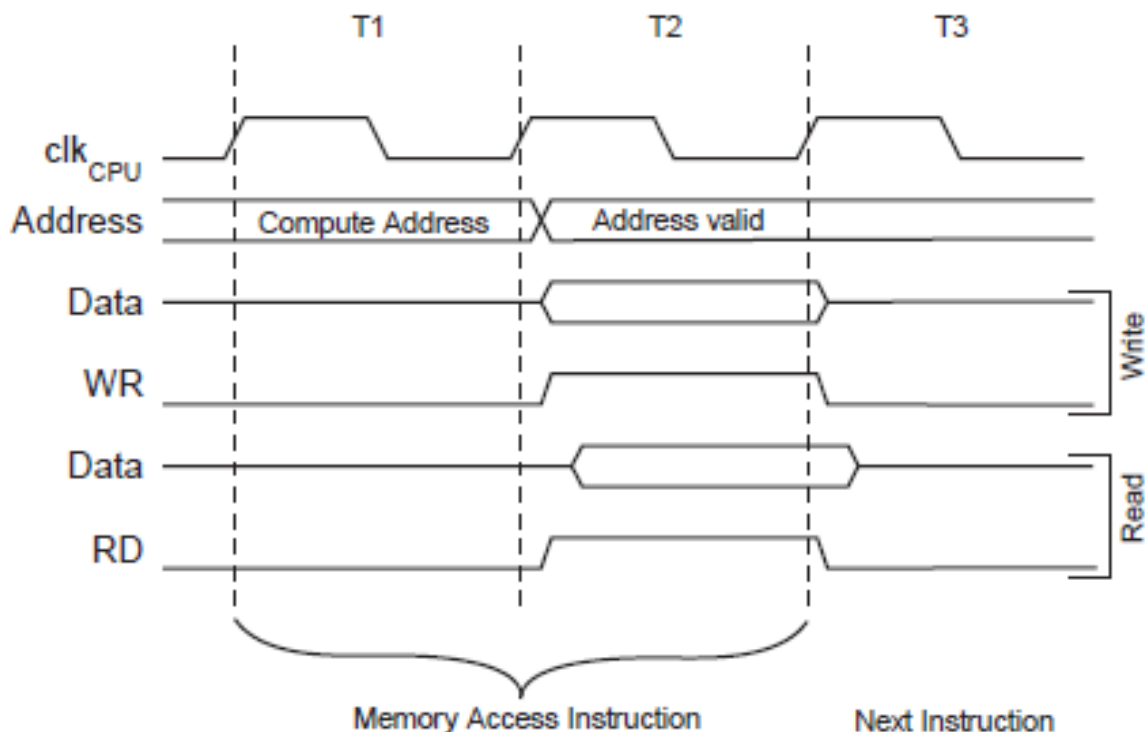 T1 T2 T3
clkCPU
Address Compute Address Address valid
Data
WR
Write
Data
RD
Read
Memory Access Instruction Next Instruction